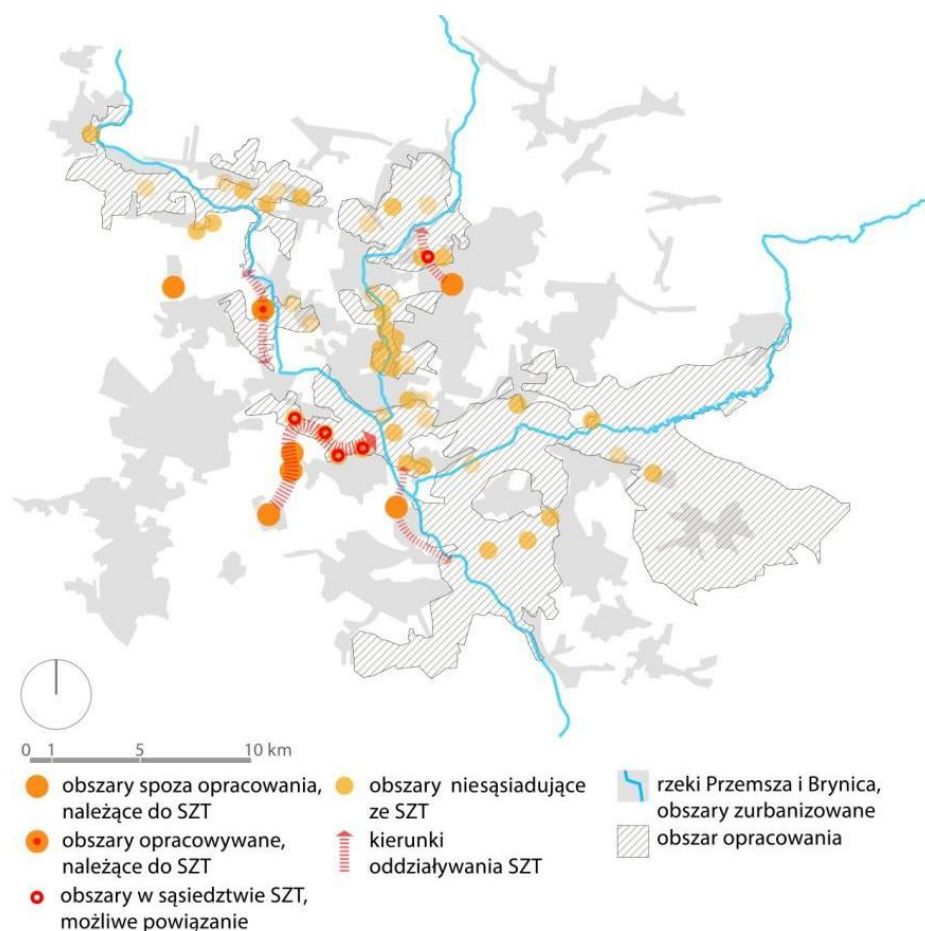 0 1 5 10 km
obszary spoza opracowania,
należące do SZT
obszary opracowywane,
należące do SZT
obszary w sąsiedztwie SZT,
możliwe powiązanie
obszary niesąsiadujące
ze SZT
kierunki
oddziaływania SZT
rzeki Przemsza i Brynica,
obszary zurbanizowane
obszar opracowania